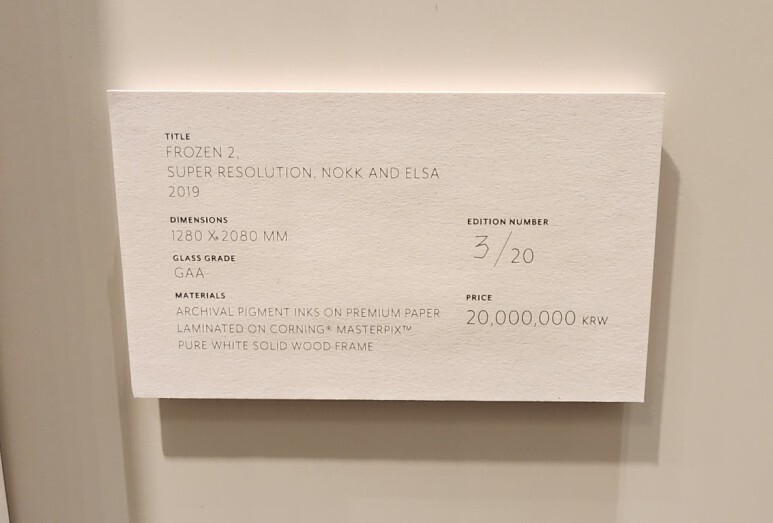 TITLE
FROZEN 2,
SUPER RESOLUTION, NOKK AND ELSA
2019
DIMENSIONS
1280 X 2080 MM
GLASS GRADE
GAA
MATERIALS
ARCHIVAL PIGMENT INKS ON PREMIUM PAPER
LAMINATED ON CORNING® MASTERPIX™
PURE WHITE SOLID WOOD FRAME
EDITION NUMBER
3/20
PRICE
20,000,000 KRW